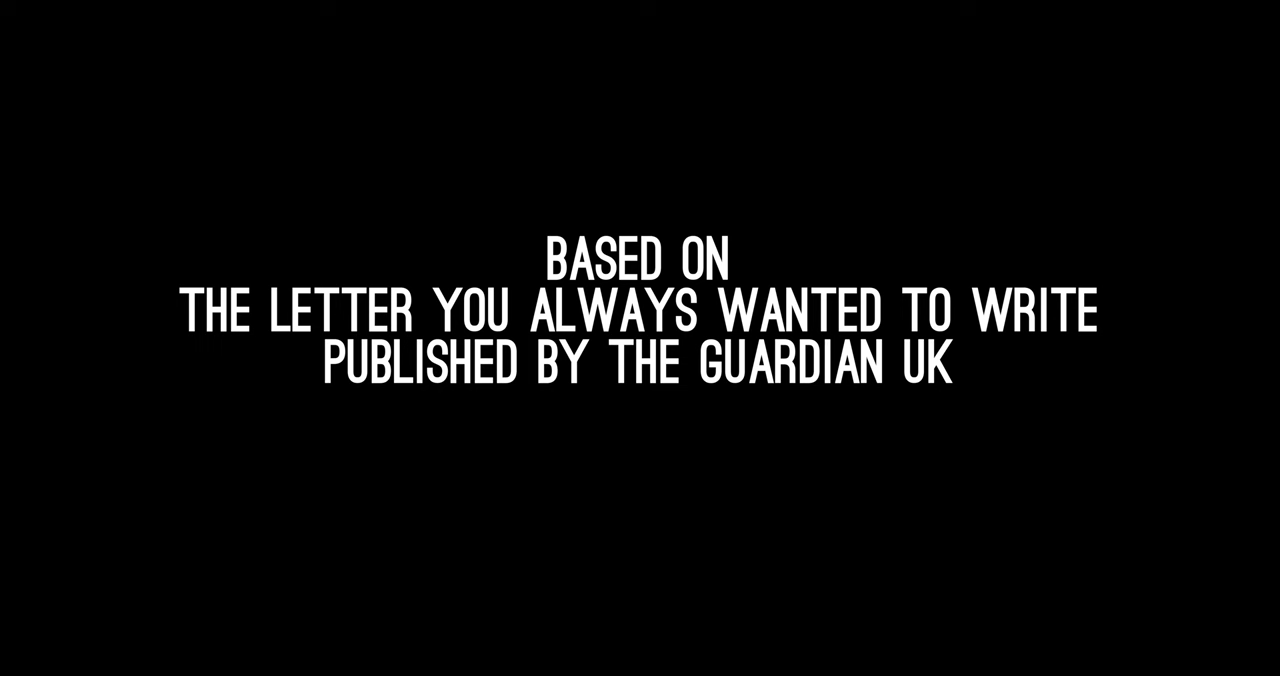 BASED ON
THE LETTER YOU ALWAYS WANTED TO WRITE
PUBLISHED BY THE GUARDIAN UK